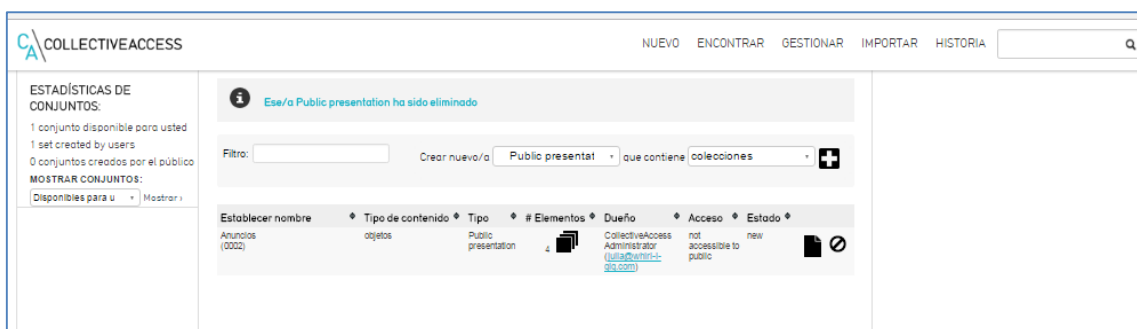 COLLECTIVEACCESS
NUEVO ENCONTRAR GESTIONAR IMPORTAR HISTORIA
ESTADÍSTICAS DE
CONJUNTOS:
1 conjunto disponible para usted
1 set created by users
0 conjuntos creados por el público
MOSTRAR CONJUNTOS:
Disponibles para u Mostrar ›
Ese/a Public presentation ha sido eliminado
Filtro: Crear nuevo/a Public presentat que contiene colecciones
Establecer nombre Tipo de contenido Tipo # Elementos Dueño Acceso Estado
Anuncios
(0002)
objetos
Public
presentation
4
CollectiveAccess
Administrator
(julia@whirl-i-
gig.com)
not
accessible to
public
new